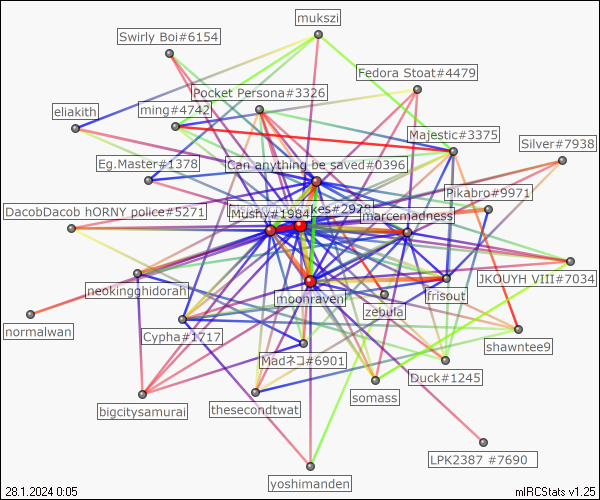 mukszi
Swirly Boi#6154
Fedora Stoat#4479
Pocket Persona#3326
ming#4742
eliakith
Majestic#3375
Silver#7938
Eg.Master#1378
Can anything be saved#0396
Pikabro#9971
DacobDacob hORNY police#5271
Mushy#1984
kes#2928
marcemadness
neokingghidorah
JKOUYH VIII#7034
frisout
moonraven
zebula
normalwan
Cypha#1717
shawntee9
Madネコ#6901
Duck#1245
somass
bigcitysamurai
thesecondtwat
LPK2387 #7690
yoshimanden
28.1.2024 0:05
mIRCStats v1.25